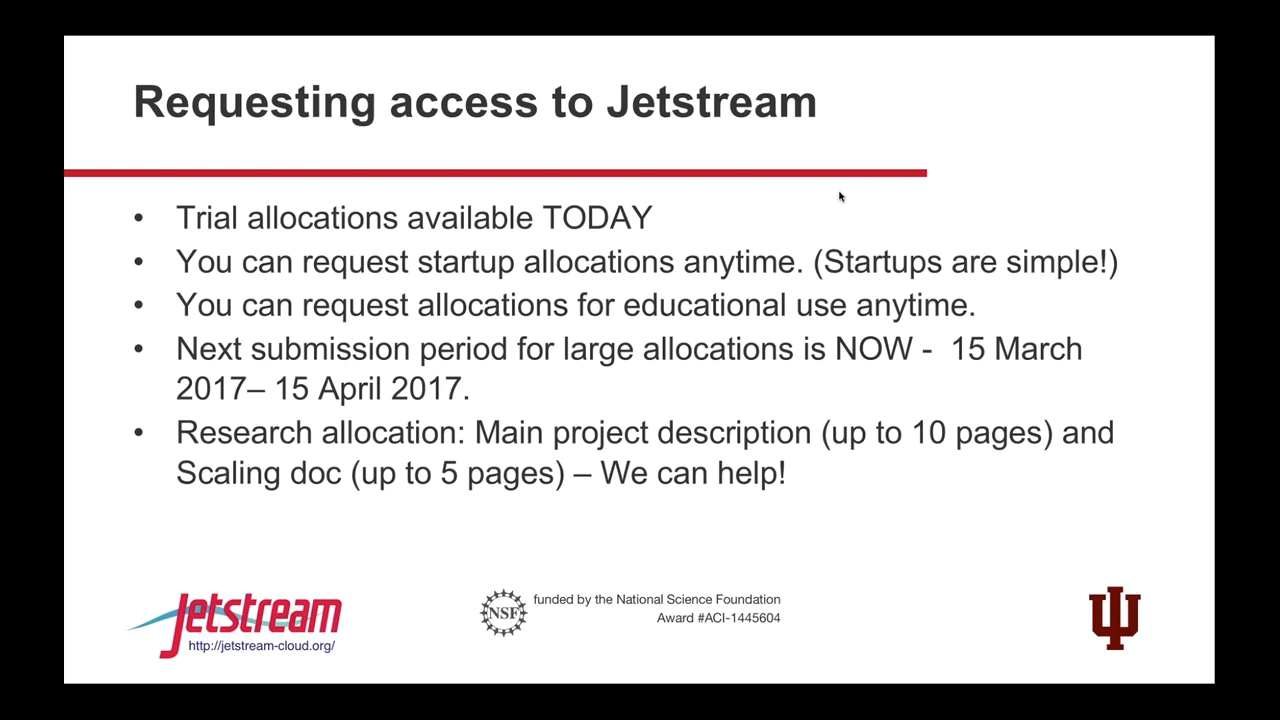 Requesting access to Jetstream
• Trial allocations available TODAY
• You can request startup allocations anytime. (Startups are simple!)
• You can request allocations for educational use anytime.
• Next submission period for large allocations is NOW -  15 March
2017– 15 April 2017.
• Research allocation: Main project description (up to 10 pages) and
Scaling doc (up to 5 pages) – We can help!
Jetstream
http://jetstream-cloud.org/
NSF
funded by the National Science Foundation
Award #ACI-1445604